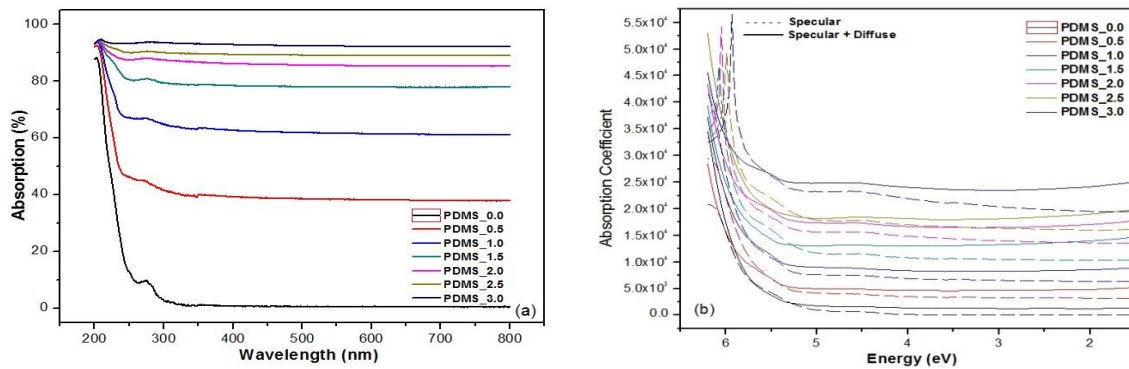 100
80
60
40
20
0
Absorption (%)
PDMS_0.0
PDMS_0.5
PDMS_1.0
PDMS_1.5
PDMS_2.0
PDMS_2.5
PDMS_3.0
(a)
200 300 400 500 600 700 800
Wavelength (nm)
5.5x10⁴
5.0x10⁴
4.5x10⁴
4.0x10⁴
3.5x10⁴
3.0x10⁴
2.5x10⁴
2.0x10⁴
1.5x10⁴
1.0x10⁴
5.0x10³
0.0
Absorption Coefficient
Specular
Specular + Diffuse
PDMS_0.0
PDMS_0.5
PDMS_1.0
PDMS_1.5
PDMS_2.0
PDMS_2.5
PDMS_3.0
(b)
6 5 4 3 2
Energy (eV)